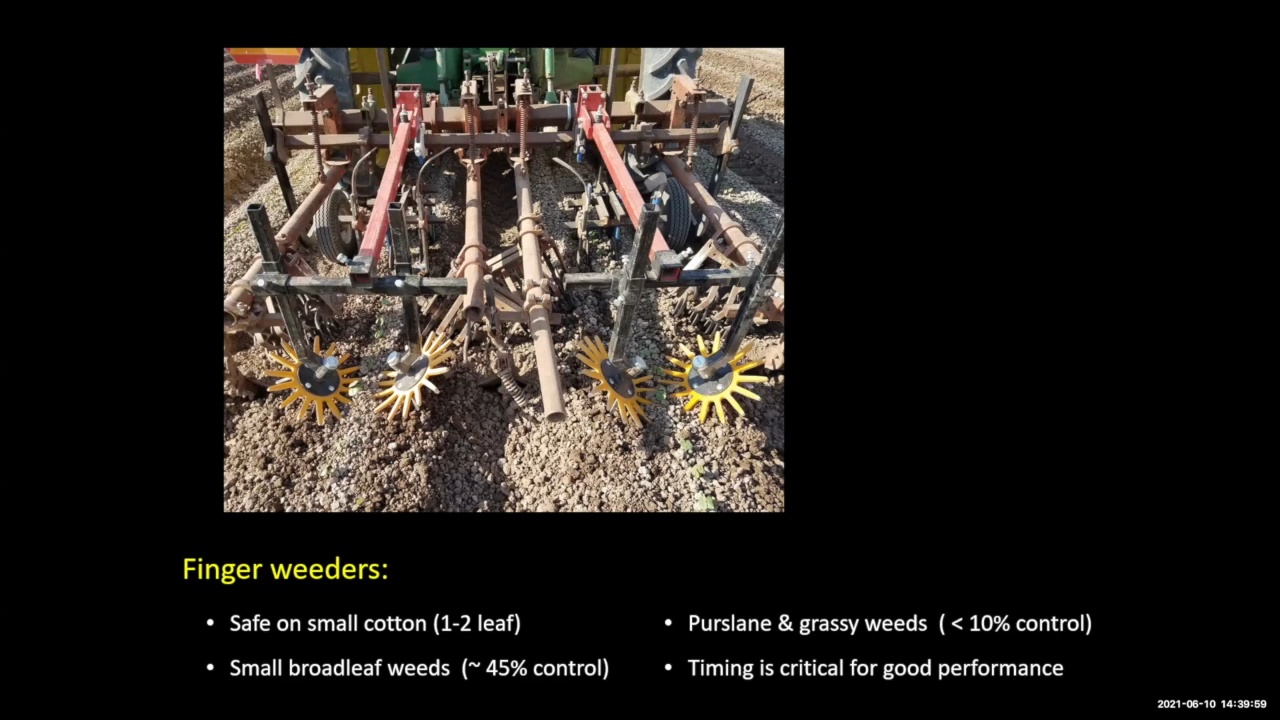 Finger weeders:
• Safe on small cotton (1-2 leaf)
• Small broadleaf weeds (~ 45% control)
• Purslane & grassy weeds ( < 10% control)
• Timing is critical for good performance
2021-06-10 14:39:59